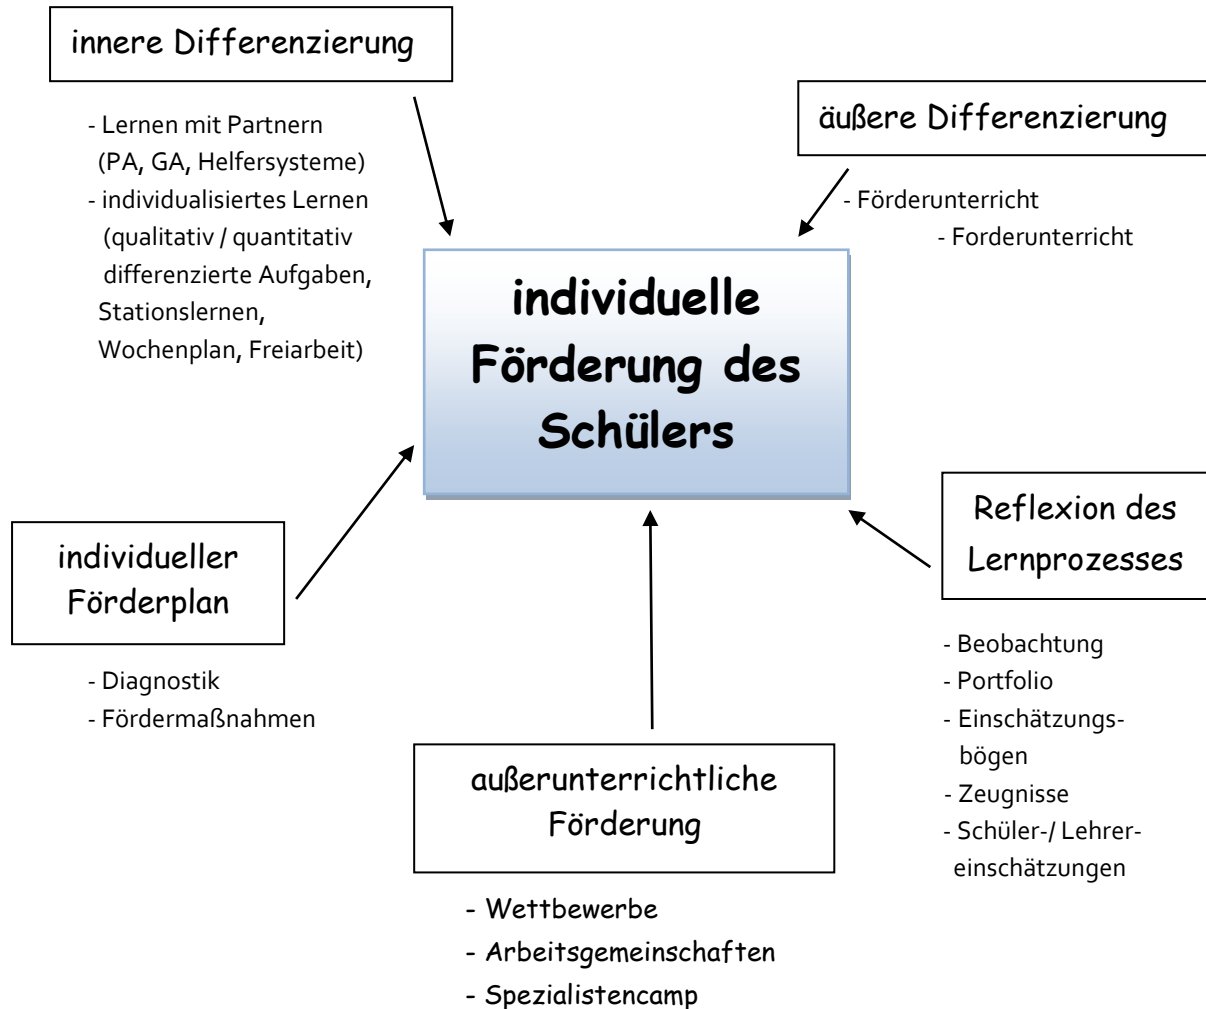 innere Differenzierung
- Lernen mit Partnern
(PA, GA, Helfersysteme)
- individualisiertes Lernen
(qualitativ / quantitativ
differenzierte Aufgaben,
Stationslernen,
Wochenplan, Freiarbeit)
äußere Differenzierung
- Förderunterricht
- Forderunterricht
individuelle
Förderung des
Schülers
individueller
Förderplan
- Diagnostik
- Fördermaßnahmen
außerunterrichtliche
Förderung
- Wettbewerbe
- Arbeitsgemeinschaften
- Spezialistencamp
Reflexion des
Lernprozesses
- Beobachtung
- Portfolio
- Einschätzungs-
bögen
- Zeugnisse
- Schüler-/ Lehrer-
einschätzungen